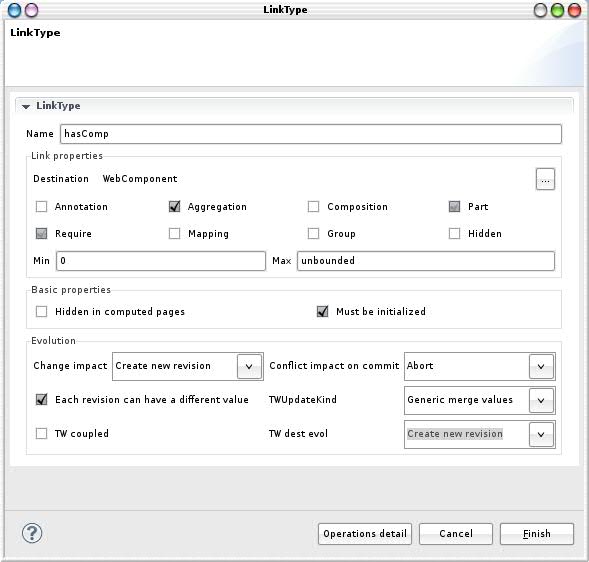 LinkType
LinkType
LinkType
Name hasComp
Link properties
Destination WebComponent ...
Annotation Aggregation Composition Part
Require Mapping Group Hidden
Min 0 Max unbounded
Basic properties
Hidden in computed pages Must be initialized
Evolution
Change impact Create new revision Conflict impact on commit Abort
Each revision can have a different value TWUpdateKind Generic merge values
TW coupled TW dest evol Create new revision
? Operations detail Cancel Finish